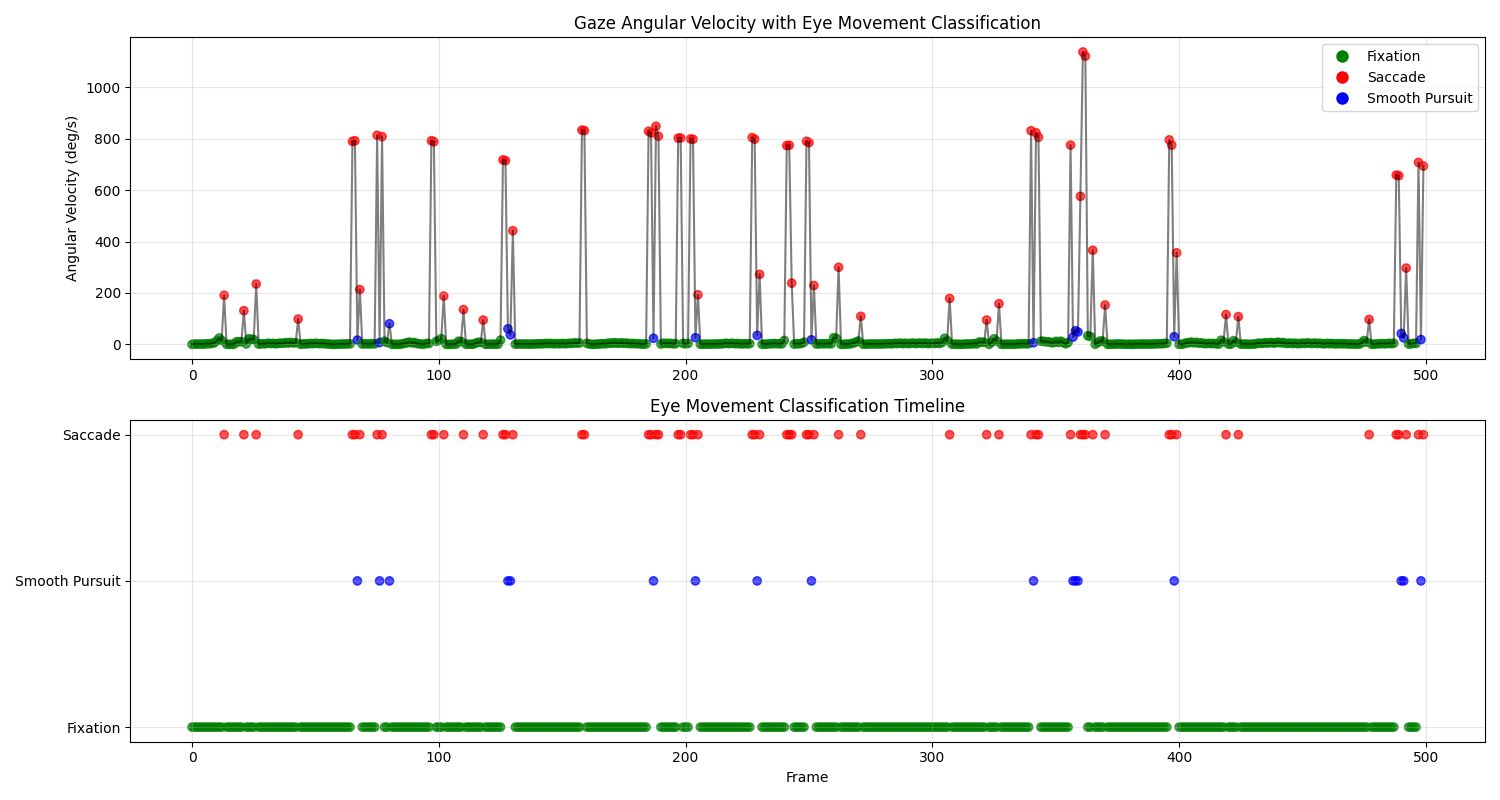 Gaze Angular Velocity with Eye Movement Classification
Angular Velocity (deg/s)
1000
800
600
400
200
0
Fixation
Saccade
Smooth Pursuit
0 100 200 300 400 500
Eye Movement Classification Timeline
Saccade
Smooth Pursuit
Fixation
0 100 200 300 400 500
Frame